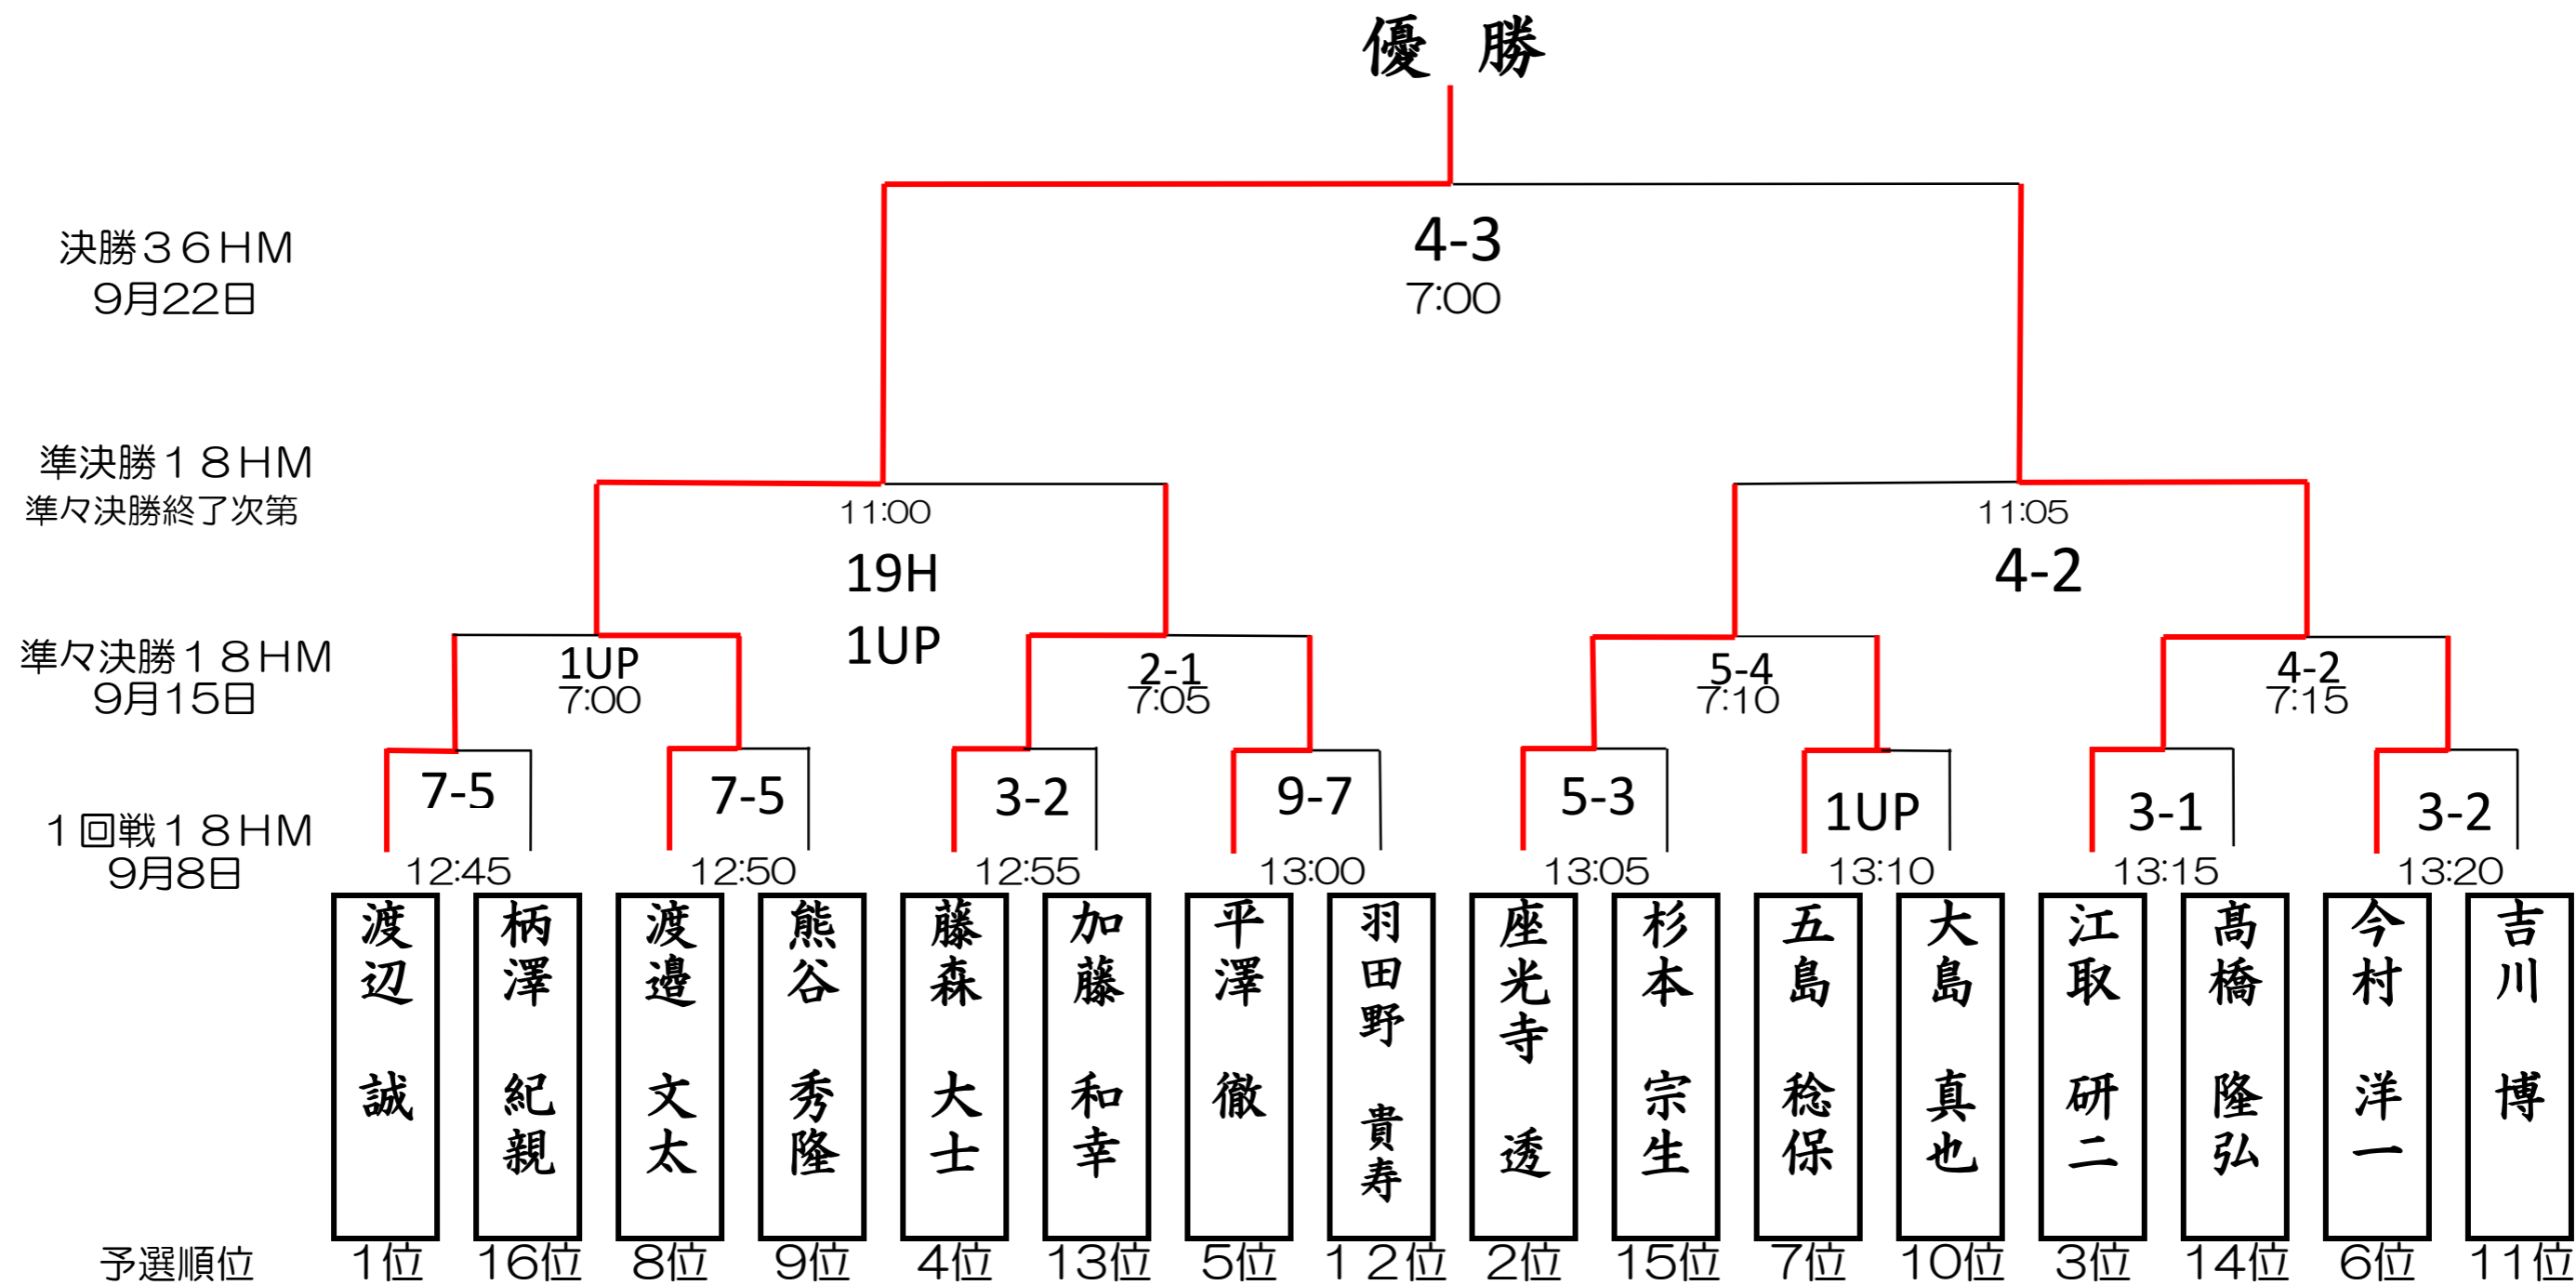 優 勝
決勝３６HM
9月22日
4-3
7:00
準決勝１８HM
準々決勝終了次第
11:00
19H
1UP
11:05
4-2
準々決勝１８HM
9月15日
1UP
7:00
2-1
7:05
5-4
7:10
4-2
7:15
１回戦１８HM
9月8日
7-5
12:45
7-5
12:50
3-2
12:55
9-7
13:00
5-3
13:05
1UP
13:10
3-1
13:15
3-2
13:20
渡辺 誠
柄澤 紀親
渡邉 文太
熊谷 秀隆
藤森 大士
加藤 和幸
平澤 徹
羽田野 貴寿
座光寺 透
杉本 宗生
五島 稔保
大島 真也
江取 研二
髙橋 隆弘
今村 洋一
吉川 博
予選順位 1位 16位 8位 9位 4位 13位 5位 １２位 2位 15位 7位 10位 3位 14位 6位 11位